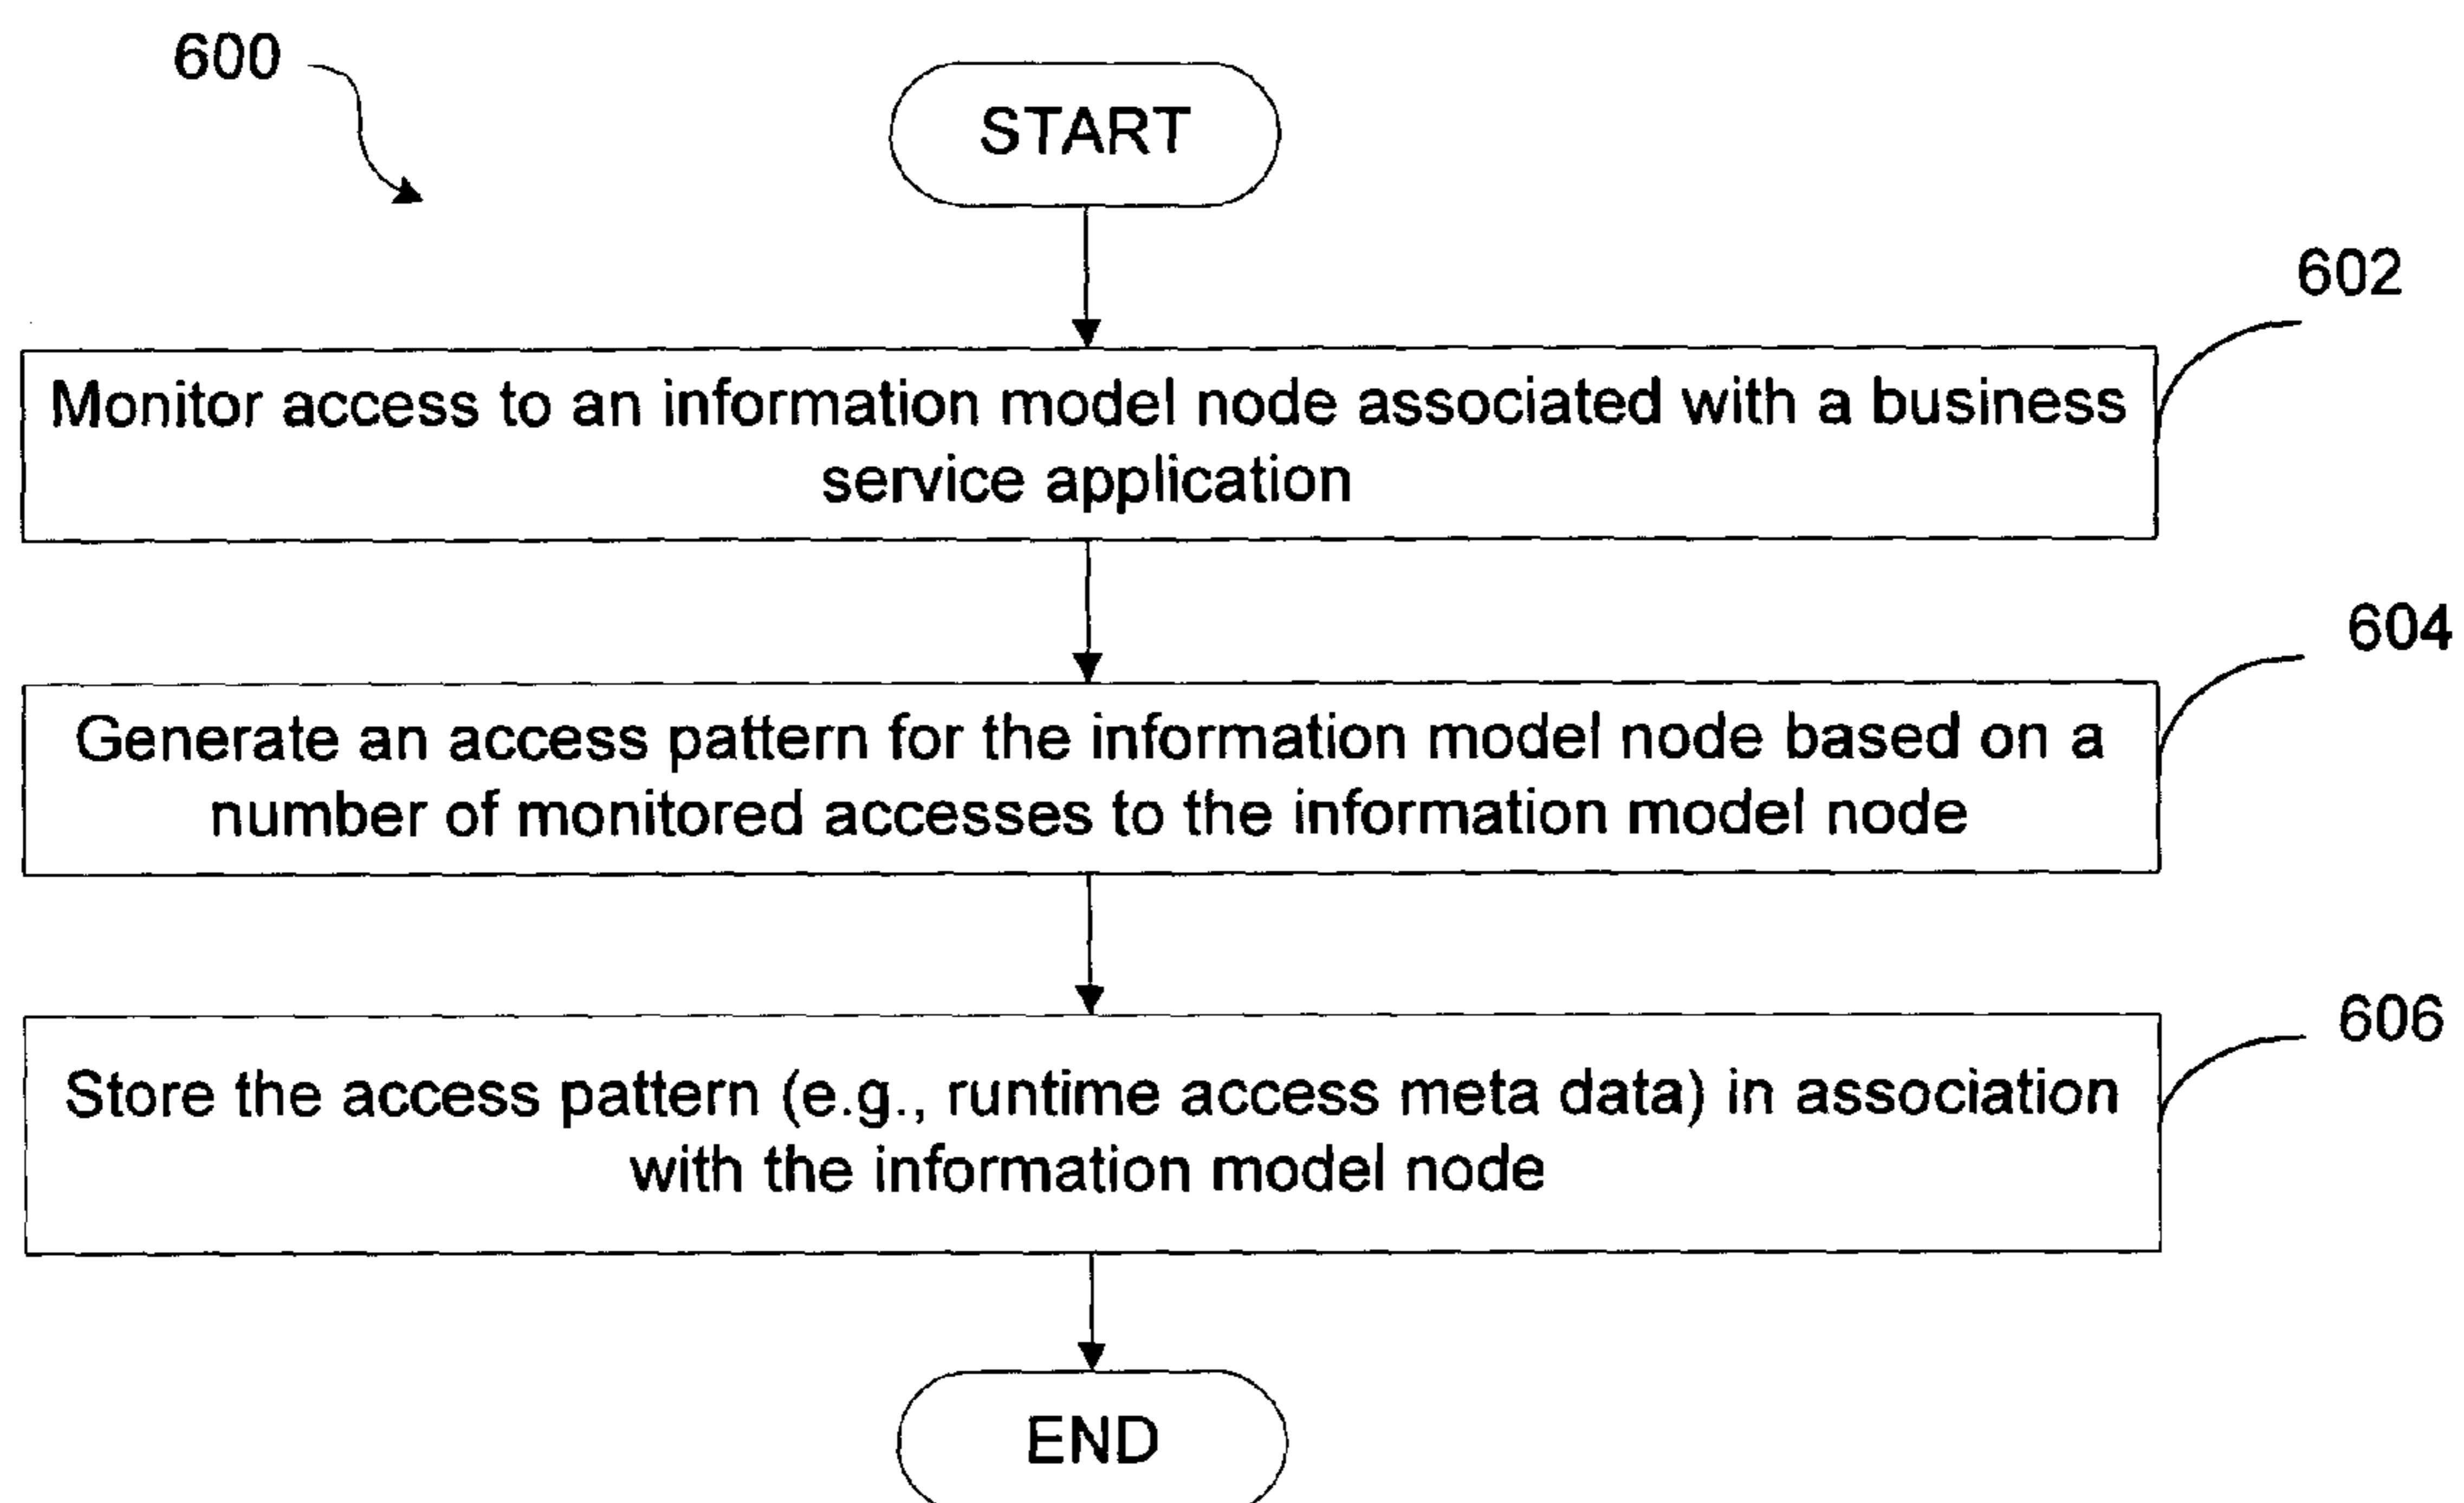 600
START
602
Monitor access to an information model node associated with a business
service application
604
Generate an access pattern for the information model node based on a
number of monitored accesses to the information model node
606
Store the access pattern (e.g., runtime access meta data) in association
with the information model node
END